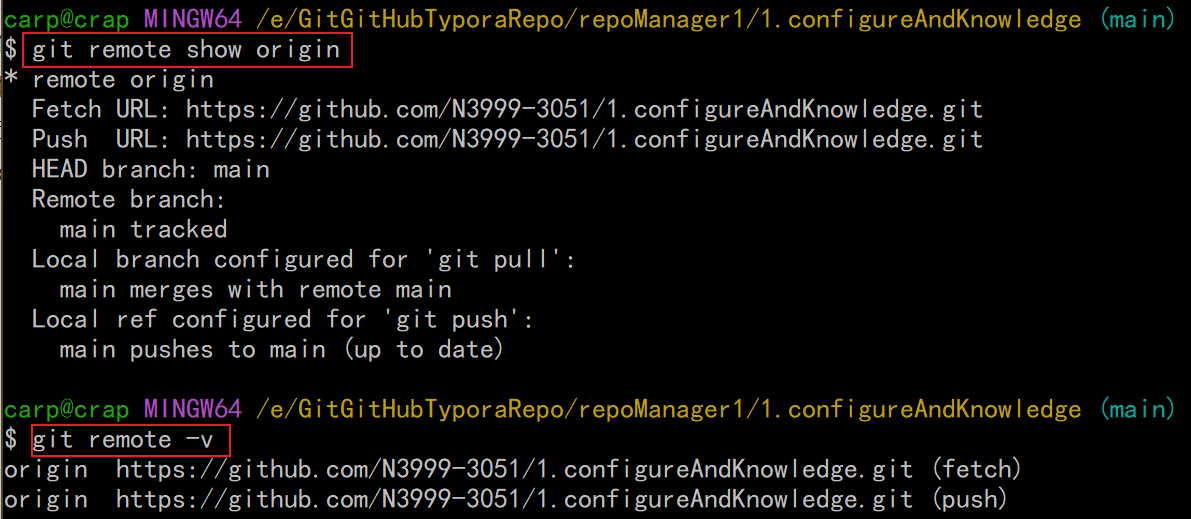 carp@crap MINGW64 /e/GitGitHubTyporaRepo/repoManager1/1.configureAndKnowledge (main)
$ git remote show origin
* remote origin
  Fetch URL: https://github.com/N3999-3051/1.configureAndKnowledge.git
  Push  URL: https://github.com/N3999-3051/1.configureAndKnowledge.git
  HEAD branch: main
  Remote branch:
    main tracked
  Local branch configured for 'git pull':
    main merges with remote main
  Local ref configured for 'git push':
    main pushes to main (up to date)
carp@crap MINGW64 /e/GitGitHubTyporaRepo/repoManager1/1.configureAndKnowledge (main)
$ git remote -v
origin  https://github.com/N3999-3051/1.configureAndKnowledge.git (fetch)
origin  https://github.com/N3999-3051/1.configureAndKnowledge.git (push)